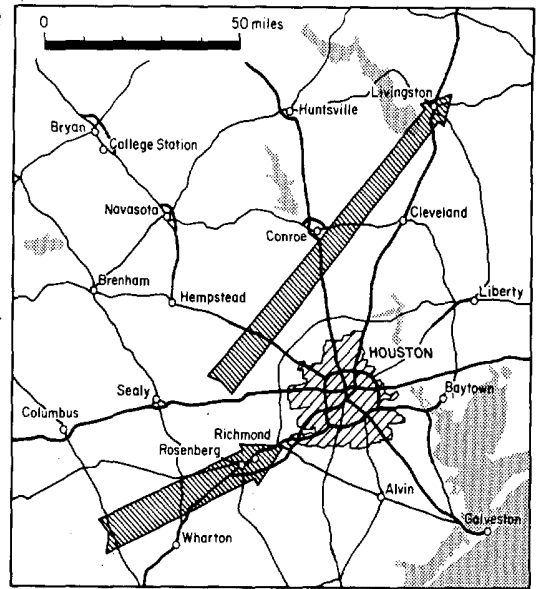 0 50 miles
Livingston
Huntsville
Bryan
College Station
Navasota
Cleveland
Conroe
Brenham
Hempstead
Liberty
HOUSTON
Sealy
Baytown
Columbus
Richmond
Rosenberg
Alvin
Galveston
Wharton